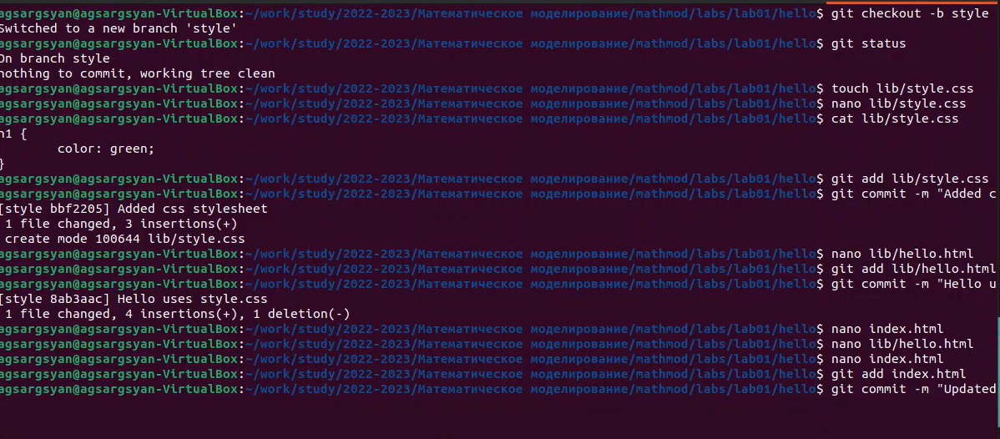 agsargsyan@agsargsyan-VirtualBox:~/work/study/2022-2023/Математическое моделирование/mathmod/labs/lab01/hello$ git checkout -b style
Switched to a new branch 'style'
agsargsyan@agsargsyan-VirtualBox:~/work/study/2022-2023/Математическое моделирование/mathmod/labs/lab01/hello$ git status
On branch style
nothing to commit, working tree clean
agsargsyan@agsargsyan-VirtualBox:~/work/study/2022-2023/Математическое моделирование/mathmod/labs/lab01/hello$ touch lib/style.css
agsargsyan@agsargsyan-VirtualBox:~/work/study/2022-2023/Математическое моделирование/mathmod/labs/lab01/hello$ nano lib/style.css
agsargsyan@agsargsyan-VirtualBox:~/work/study/2022-2023/Математическое моделирование/mathmod/labs/lab01/hello$ cat lib/style.css
h1 {
        color: green;
}
agsargsyan@agsargsyan-VirtualBox:~/work/study/2022-2023/Математическое моделирование/mathmod/labs/lab01/hello$ git add lib/style.css
agsargsyan@agsargsyan-VirtualBox:~/work/study/2022-2023/Математическое моделирование/mathmod/labs/lab01/hello$ git commit -m "Added c
[style bbf2205] Added css stylesheet
 1 file changed, 3 insertions(+)
 create mode 100644 lib/style.css
agsargsyan@agsargsyan-VirtualBox:~/work/study/2022-2023/Математическое моделирование/mathmod/labs/lab01/hello$ nano lib/hello.html
agsargsyan@agsargsyan-VirtualBox:~/work/study/2022-2023/Математическое моделирование/mathmod/labs/lab01/hello$ git add lib/hello.html
agsargsyan@agsargsyan-VirtualBox:~/work/study/2022-2023/Математическое моделирование/mathmod/labs/lab01/hello$ git commit -m "Hello u
[style 8ab3aac] Hello uses style.css
 1 file changed, 4 insertions(+), 1 deletion(-)
agsargsyan@agsargsyan-VirtualBox:~/work/study/2022-2023/Математическое моделирование/mathmod/labs/lab01/hello$ nano index.html
agsargsyan@agsargsyan-VirtualBox:~/work/study/2022-2023/Математическое моделирование/mathmod/labs/lab01/hello$ nano lib/hello.html
agsargsyan@agsargsyan-VirtualBox:~/work/study/2022-2023/Математическое моделирование/mathmod/labs/lab01/hello$ nano index.html
agsargsyan@agsargsyan-VirtualBox:~/work/study/2022-2023/Математическое моделирование/mathmod/labs/lab01/hello$ git add index.html
agsargsyan@agsargsyan-VirtualBox:~/work/study/2022-2023/Математическое моделирование/mathmod/labs/lab01/hello$ git commit -m "Updated